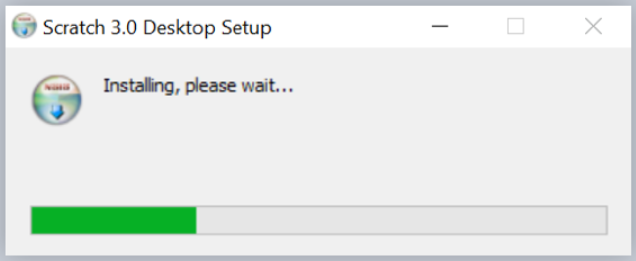 Scratch 3.0 Desktop Setup
Installing, please wait...